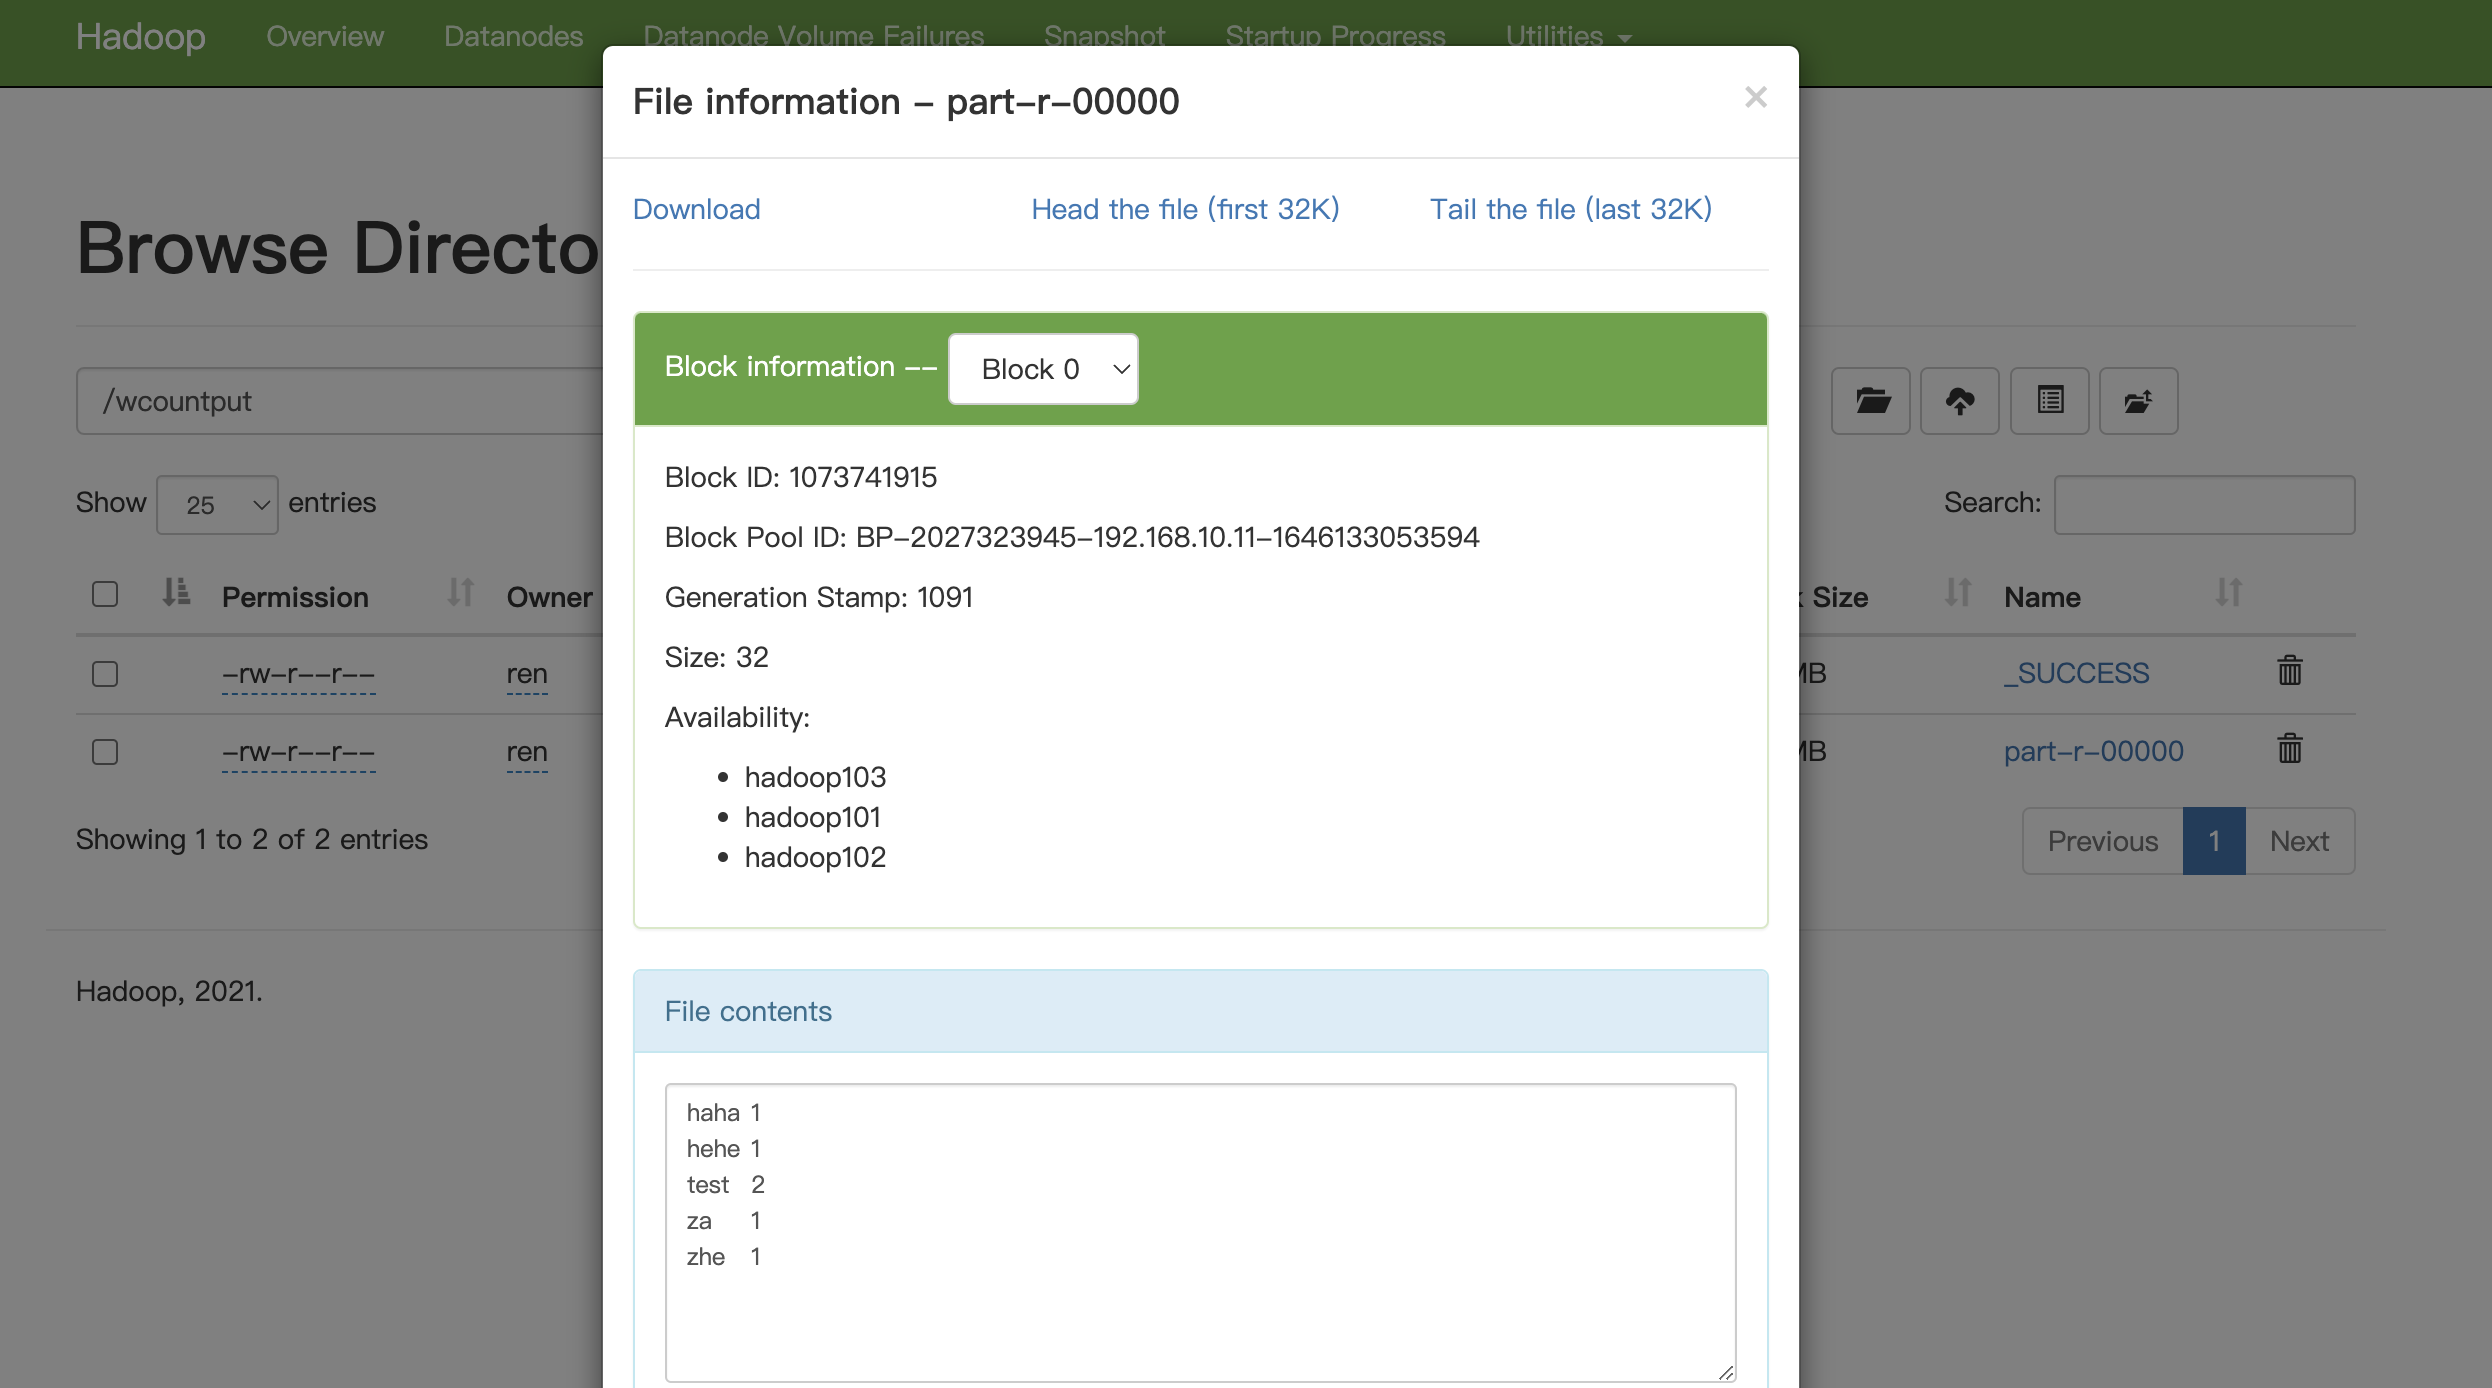 Hadoop Overview Datanodes Datanode Volume Failures Snapshot Startup Progress Utilities
File information – part-r-00000 ×
Download Head the file (first 32K) Tail the file (last 32K)
Browse Directo
Block information -- Block 0
/wcountput
Block ID: 1073741915
Show 25 entries
Search:
Block Pool ID: BP-2027323945-192.168.10.11-1646133053594
Permission Owner Size Name
Generation Stamp: 1091
Size: 32
-rw-r--r-- ren MB _SUCCESS
Availability:
-rw-r--r-- ren MB part-r-00000
hadoop103
hadoop101
hadoop102
Showing 1 to 2 of 2 entries
Previous 1 Next
Hadoop, 2021.
File contents
haha 1
hehe 1
test 2
za 1
zhe 1